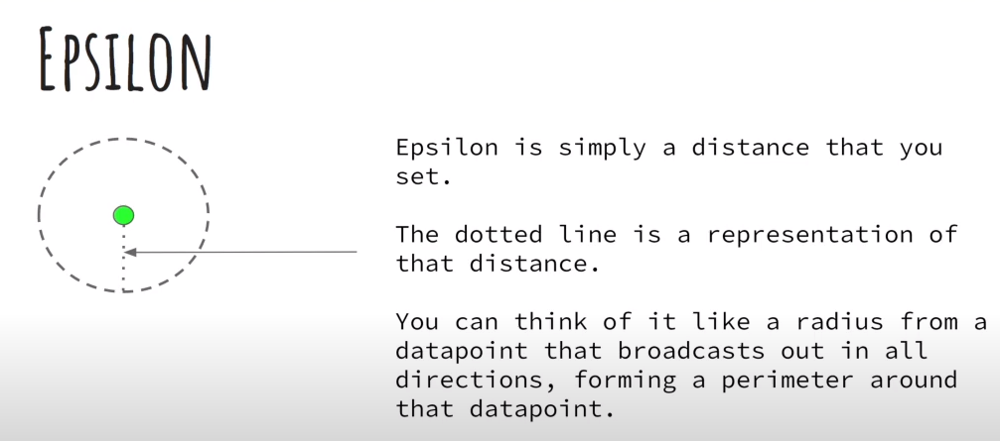 EPSILON
Epsilon is simply a distance that you
set.
The dotted line is a representation of
that distance.
You can think of it like a radius from a
datapoint that broadcasts out in all
directions, forming a perimeter around
that datapoint.